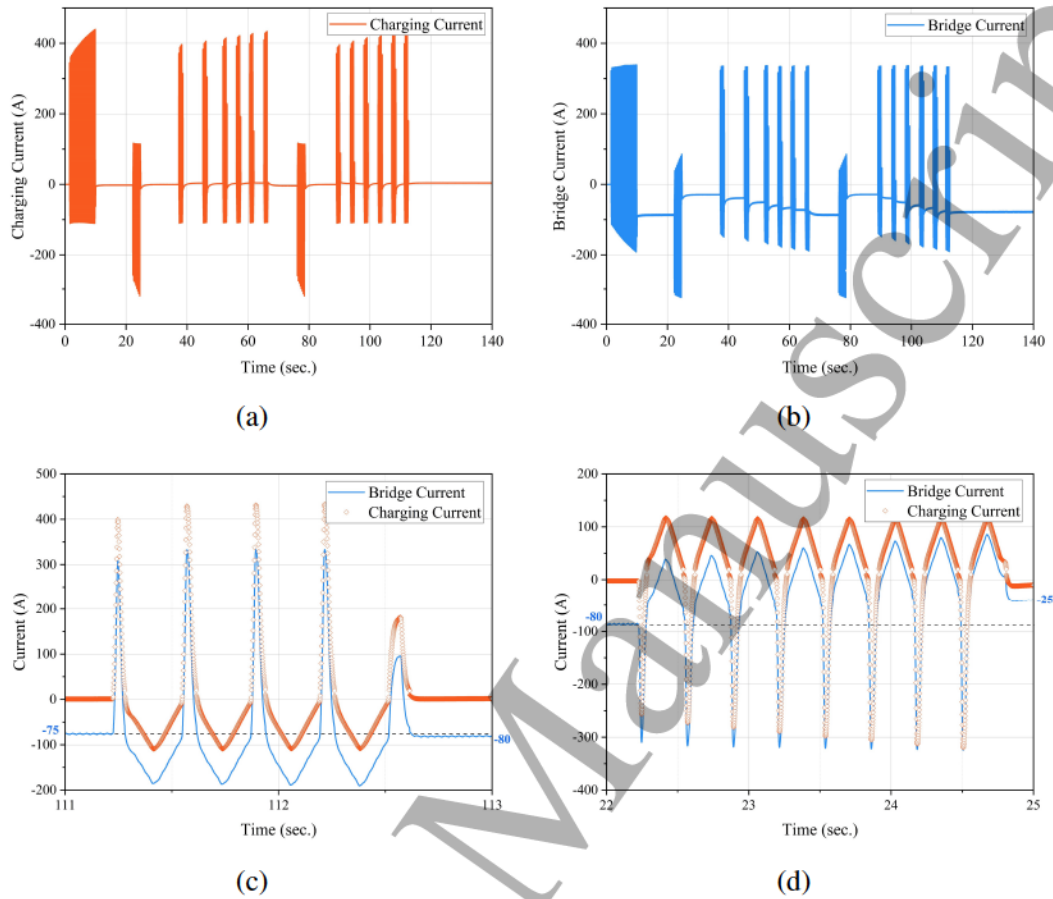 Charging Current
400
200
0
-200
-400
Charging Current (A)
0 20 40 60 80 100 120 140
Time (sec.)
(a)
Bridge Current
400
200
0
-200
-400
Bridge Current (A)
0 20 40 60 80 100 120 140
Time (sec.)
(b)
Bridge Current
Charging Current
500
400
300
200
100
0
-100
-200
Current (A)
-75
-80
111 112 113
Time (sec.)
(c)
Bridge Current
Charging Current
200
100
0
-100
-200
-300
-400
Current (A)
-80
-25
22 23 24 25
Time (sec.)
(d)
Manuscrip